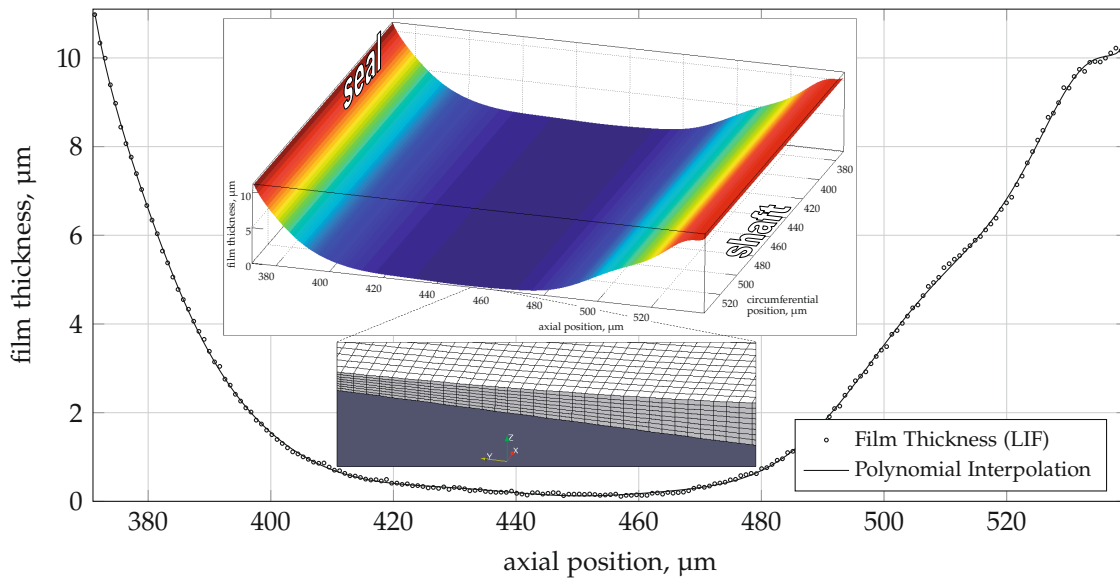 10
8
6
4
2
0
film thickness, μm
380
400
420
440
460
480
500
520
axial position, μm
seal
shaft
10
5
0
film thickness, μm
380
400
420
440
460
480
500
520
axial position, μm
380
400
420
440
460
480
500
520
circumferential
position, μm
Z
Y
X
Film Thickness (LIF)
Polynomial Interpolation